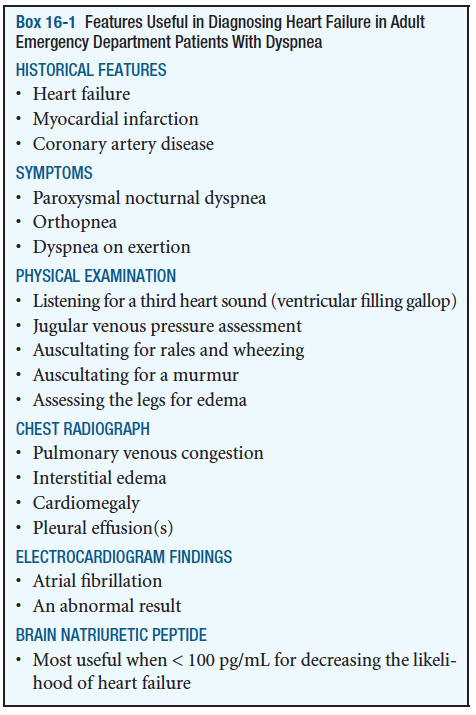 Box 16-1 Features Useful in Diagnosing Heart Failure in Adult
Emergency Department Patients With Dyspnea
HISTORICAL FEATURES
• Heart failure
• Myocardial infarction
• Coronary artery disease
SYMPTOMS
• Paroxysmal nocturnal dyspnea
• Orthopnea
• Dyspnea on exertion
PHYSICAL EXAMINATION
• Listening for a third heart sound (ventricular filling gallop)
• Jugular venous pressure assessment
• Auscultating for rales and wheezing
• Auscultating for a murmur
• Assessing the legs for edema
CHEST RADIOGRAPH
• Pulmonary venous congestion
• Interstitial edema
• Cardiomegaly
• Pleural effusion(s)
ELECTROCARDIOGRAM FINDINGS
• Atrial fibrillation
• An abnormal result
BRAIN NATRIURETIC PEPTIDE
• Most useful when < 100 pg/mL for decreasing the likeli-
hood of heart failure